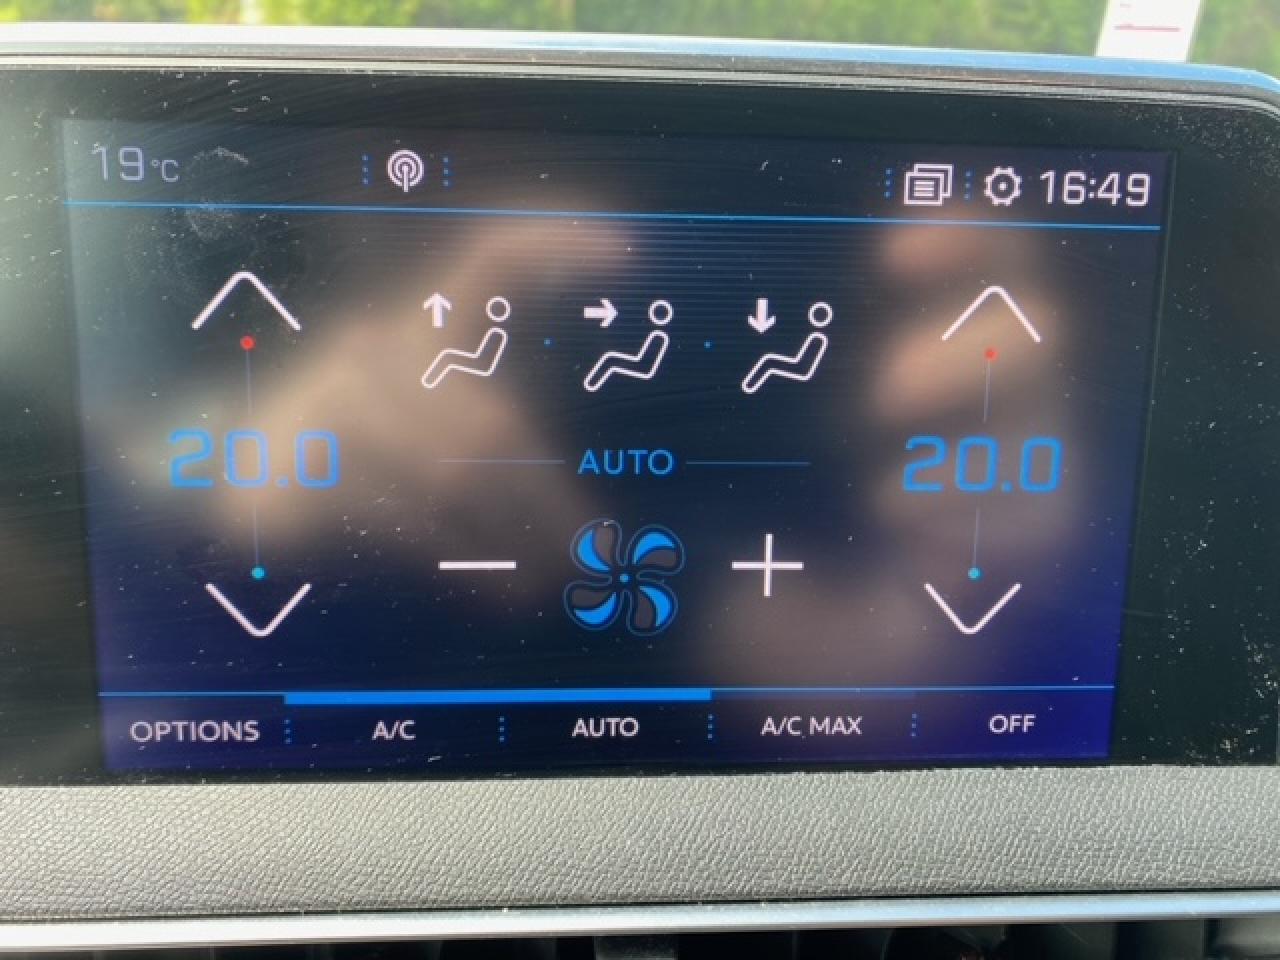 19°C
16:49
20.0
20.0
AUTO
OPTIONS A/C AUTO A/C MAX OFF